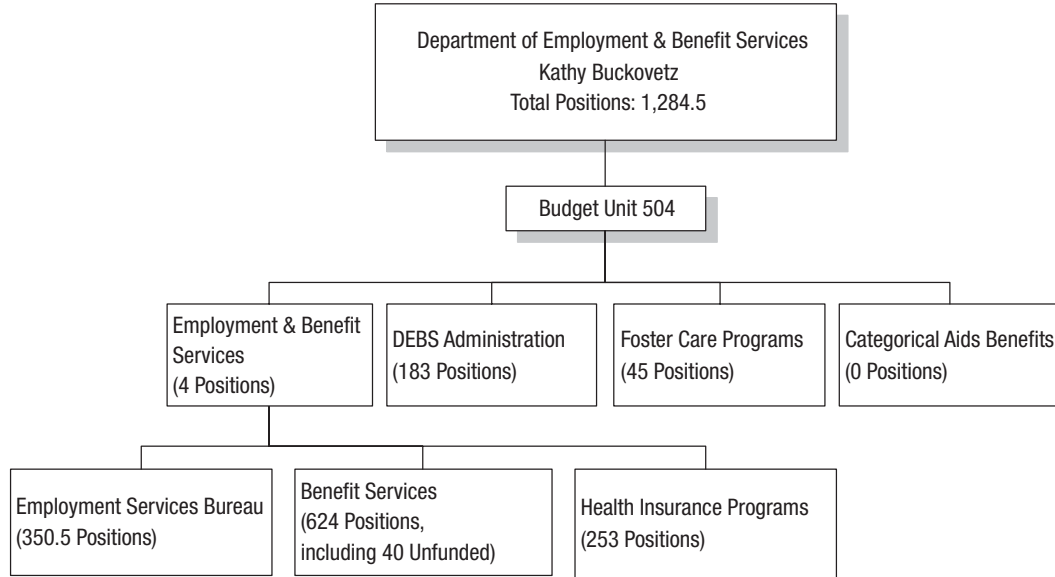 Department of Employment & Benefit Services
Kathy Buckovetz
Total Positions: 1,284.5
Budget Unit 504
Employment & Benefit
Services
(4 Positions)
DEBS Administration
(183 Positions)
Foster Care Programs
(45 Positions)
Categorical Aids Benefits
(0 Positions)
Employment Services Bureau
(350.5 Positions)
Benefit Services
(624 Positions,
including 40 Unfunded)
Health Insurance Programs
(253 Positions)